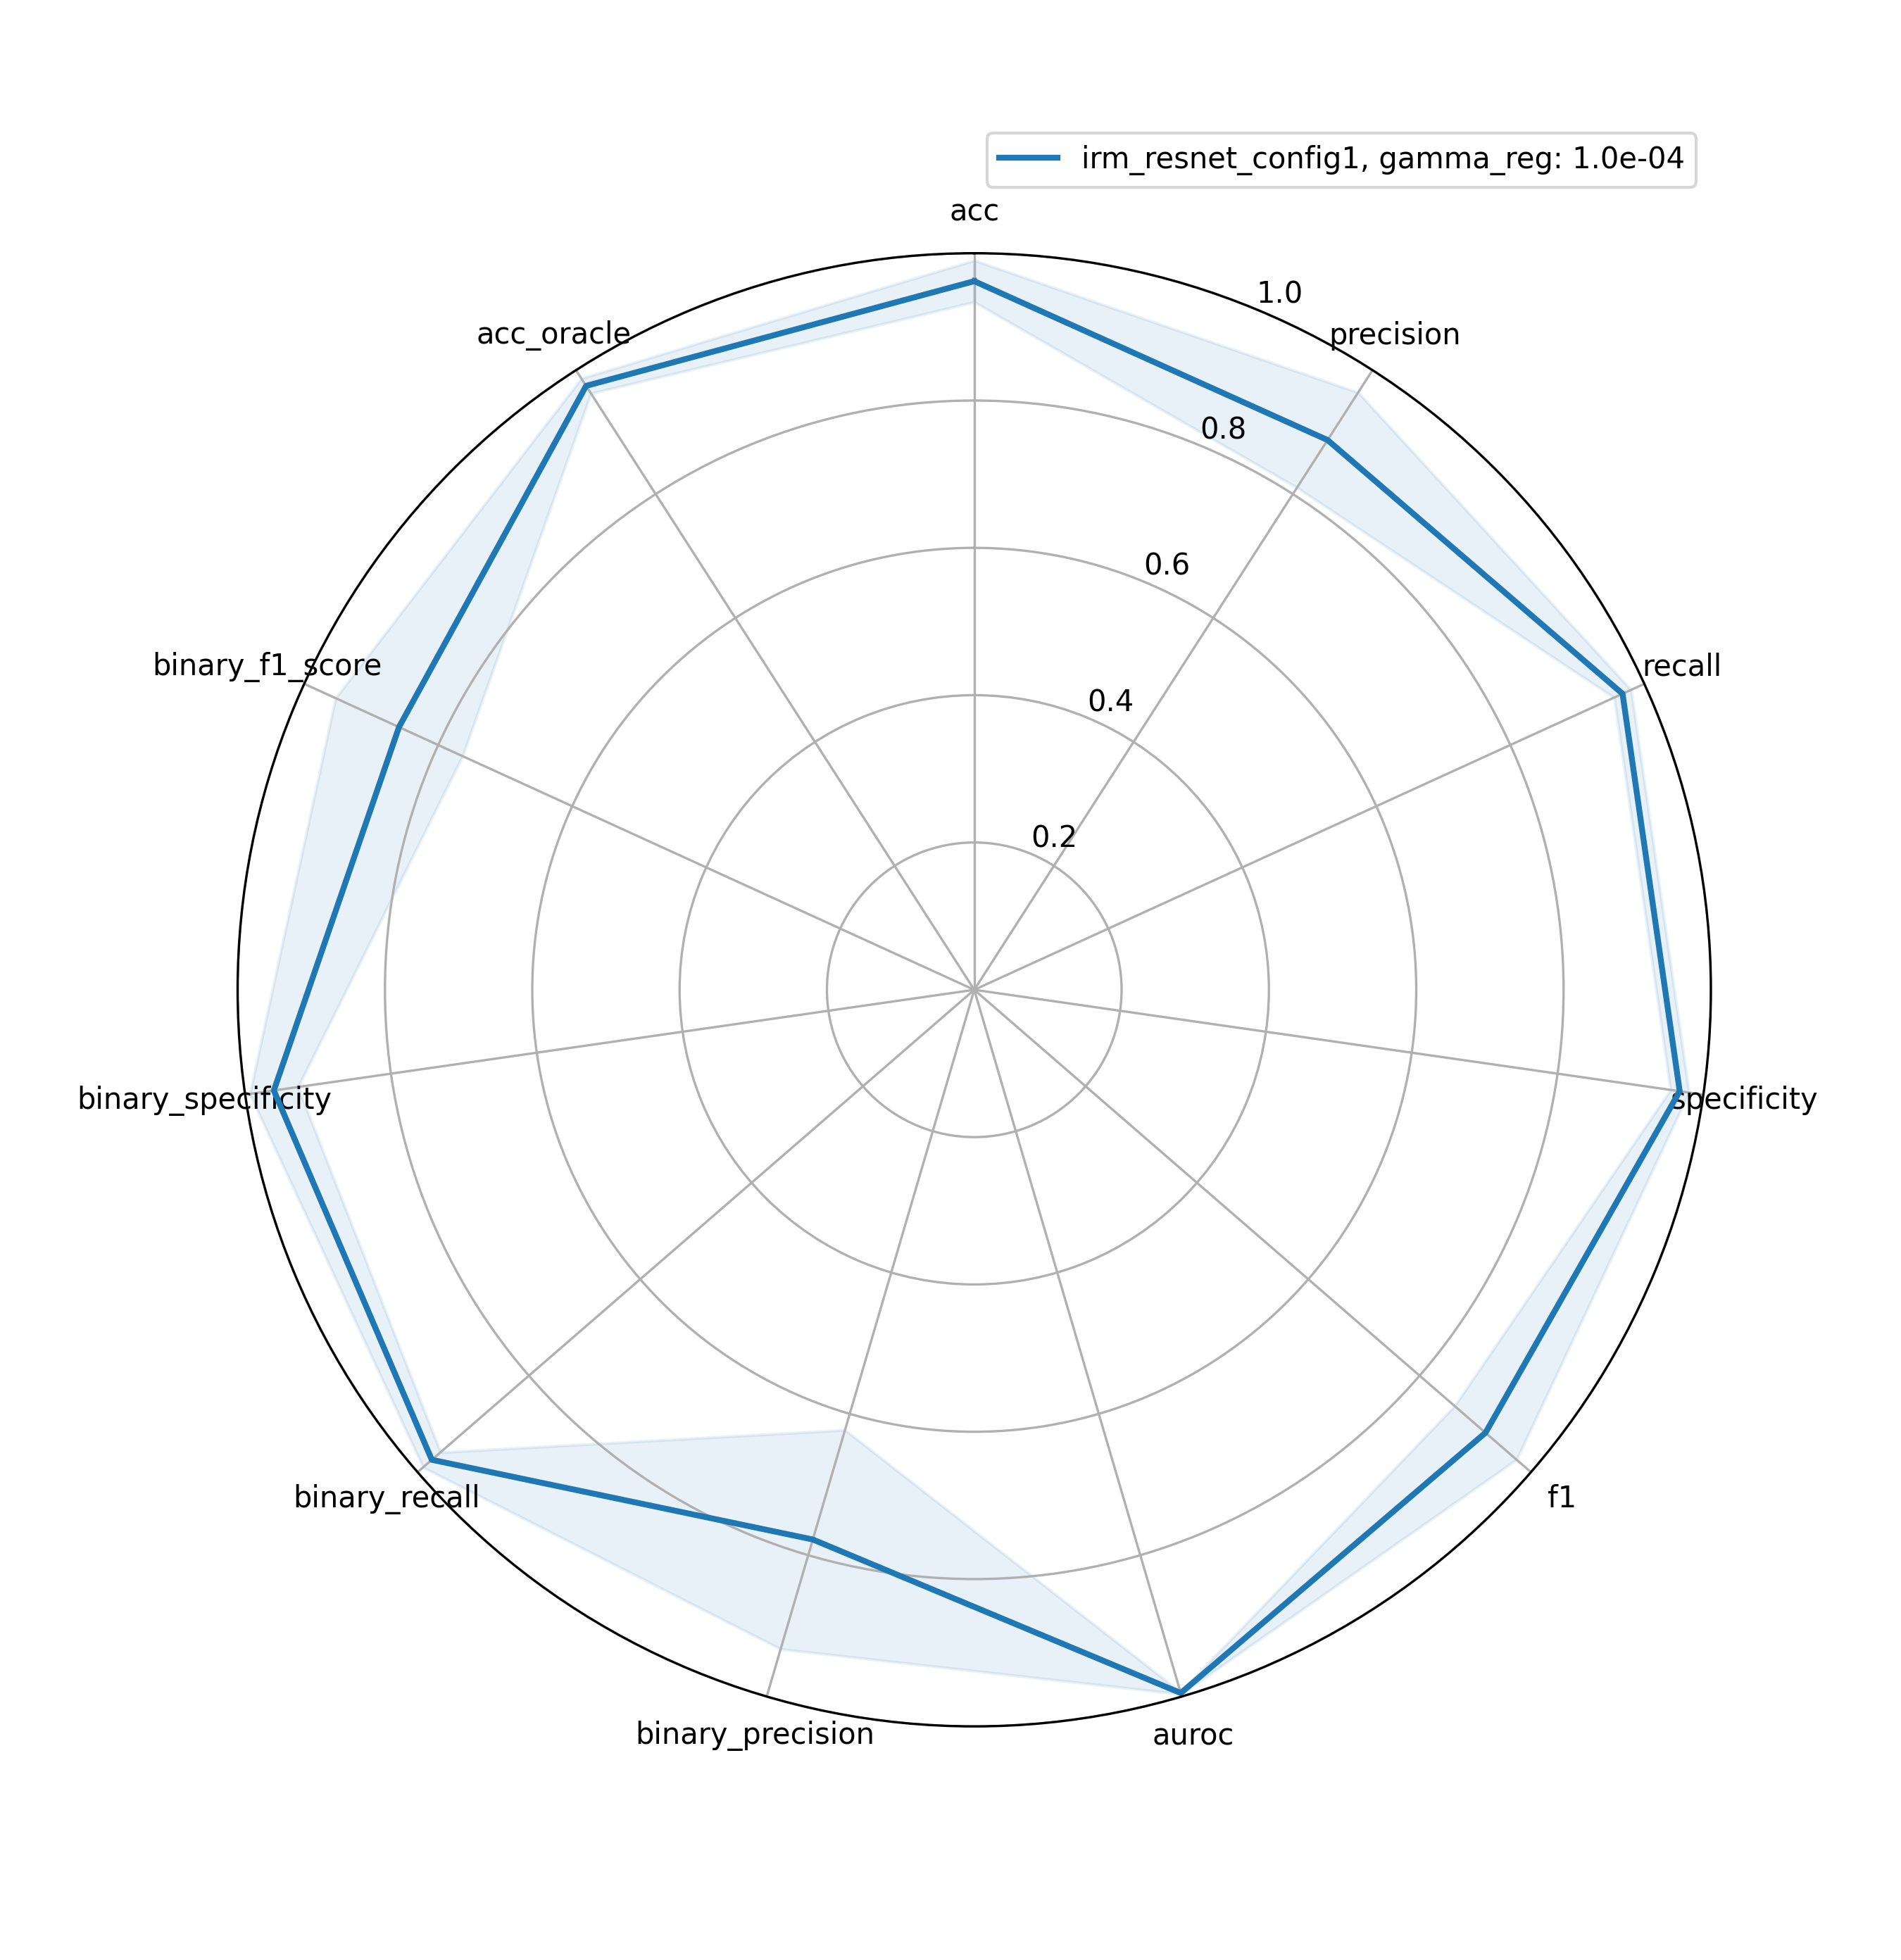 irm_resnet_config1, gamma_reg: 1.0e-04
acc
1.0
acc_oracle
precision
0.8
0.6
binary_f1_score
recall
0.4
0.2
binary_specificity
specificity
binary_recall
f1
binary_precision
auroc